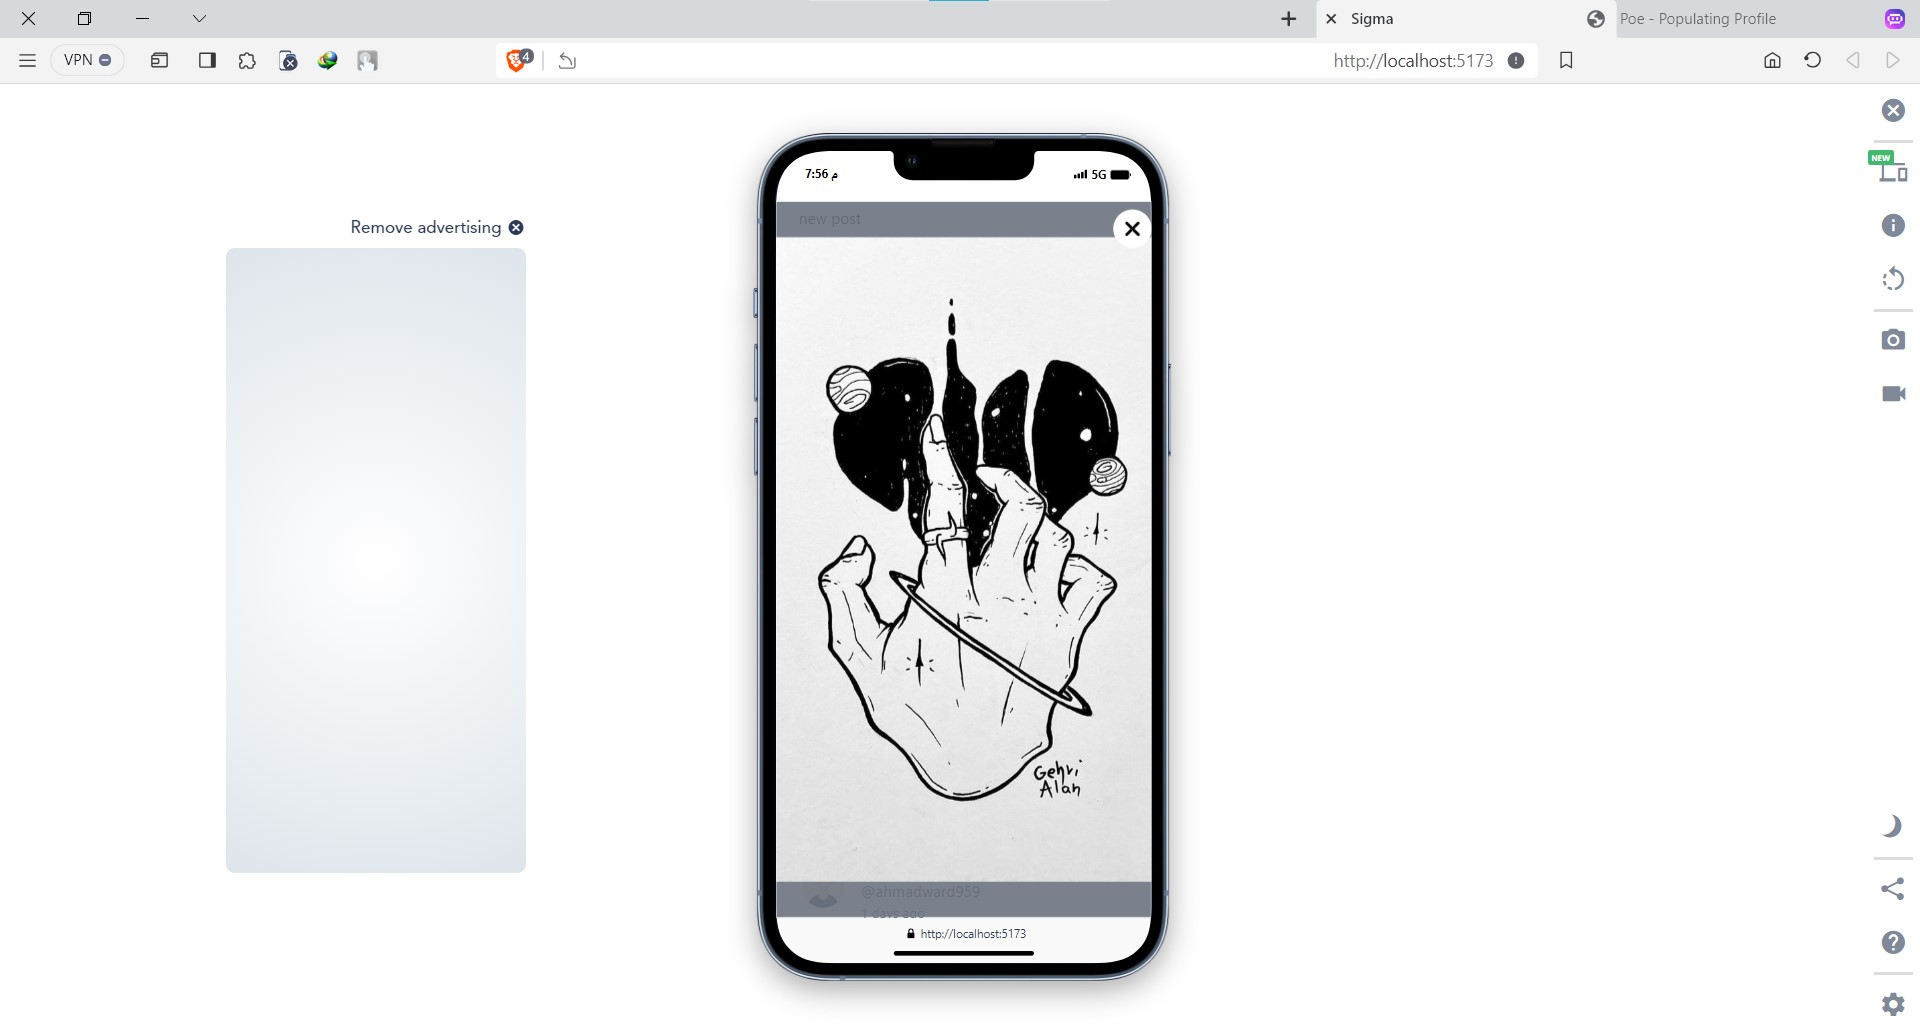 Sigma
Poe - Populating Profile
VPN
4
http://localhost:5173
NEW
Remove advertising
7:56 م
5G
new post
Gehri
Alan
@ahmadward959
1 days ago
http://localhost:5173